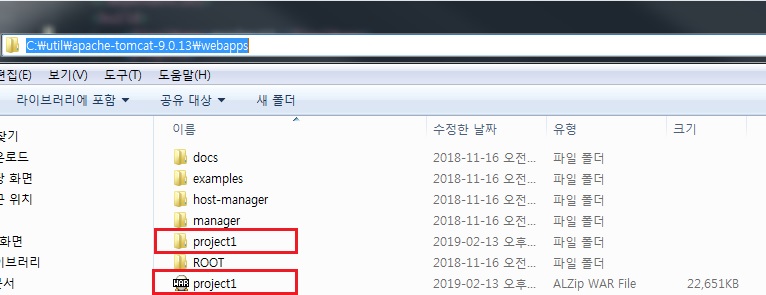 C:₩util₩apache-tomcat-9.0.13₩webapps
편집(E) 보기(V) 도구(T) 도움말(H)
라이브러리에 포함 공유 대상 새 폴더
이름 수정한 날짜 유형 크기
찾기
운로드 docs 2018-11-16 오전... 파일 폴더
탕 화면 examples 2018-11-16 오전... 파일 폴더
근 위치 host-manager 2018-11-16 오전... 파일 폴더
manager 2018-11-16 오전... 파일 폴더
화면 project1 2019-02-13 오후... 파일 폴더
이브러리 ROOT 2018-11-16 오전... 파일 폴더
문서 WAR project1 2019-02-13 오후... ALZip WAR File 22,651KB